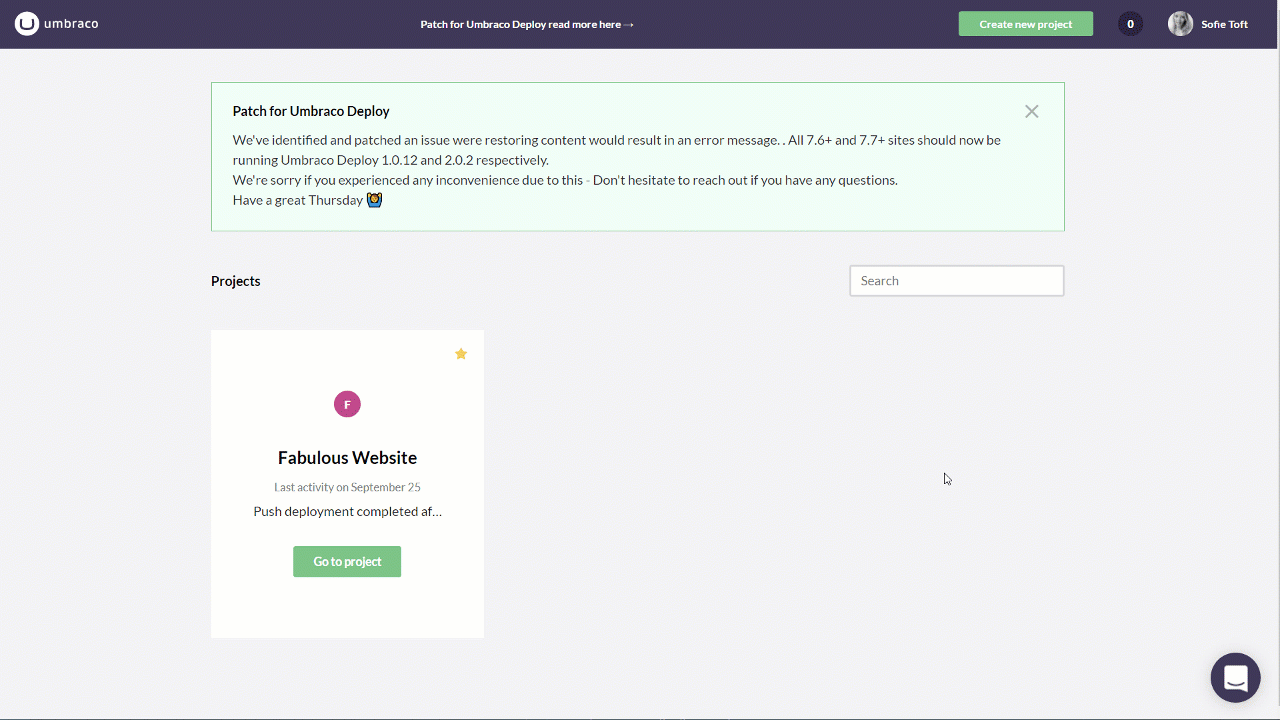 umbraco
Patch for Umbraco Deploy read more here →
Create new project
0
Sofie Toft
Patch for Umbraco Deploy
We've identified and patched an issue were restoring content would result in an error message. . All 7.6+ and 7.7+ sites should now be
running Umbraco Deploy 1.0.12 and 2.0.2 respectively.
We're sorry if you experienced any inconvenience due to this - Don't hesitate to reach out if you have any questions.
Have a great Thursday 🙆
Projects
Search
F
Fabulous Website
Last activity on September 25
Push deployment completed af...
Go to project